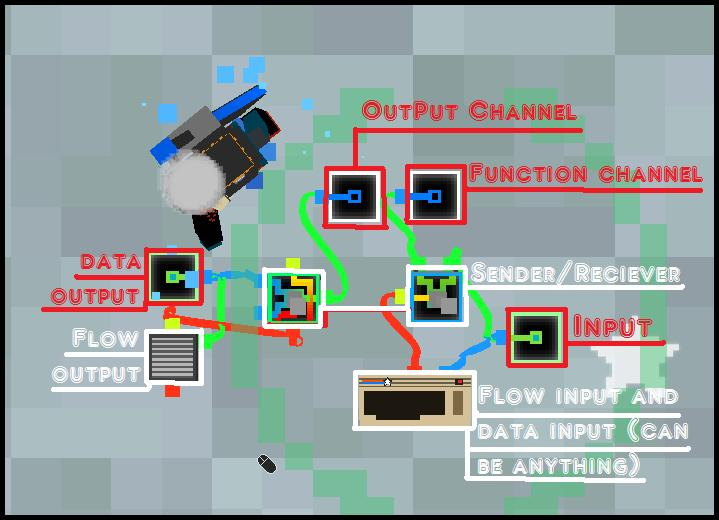 OutPut Channel
Function channel
Data
output
Sender/Reciever
Flow
output
Input
Flow input and
data input (can
be anything)